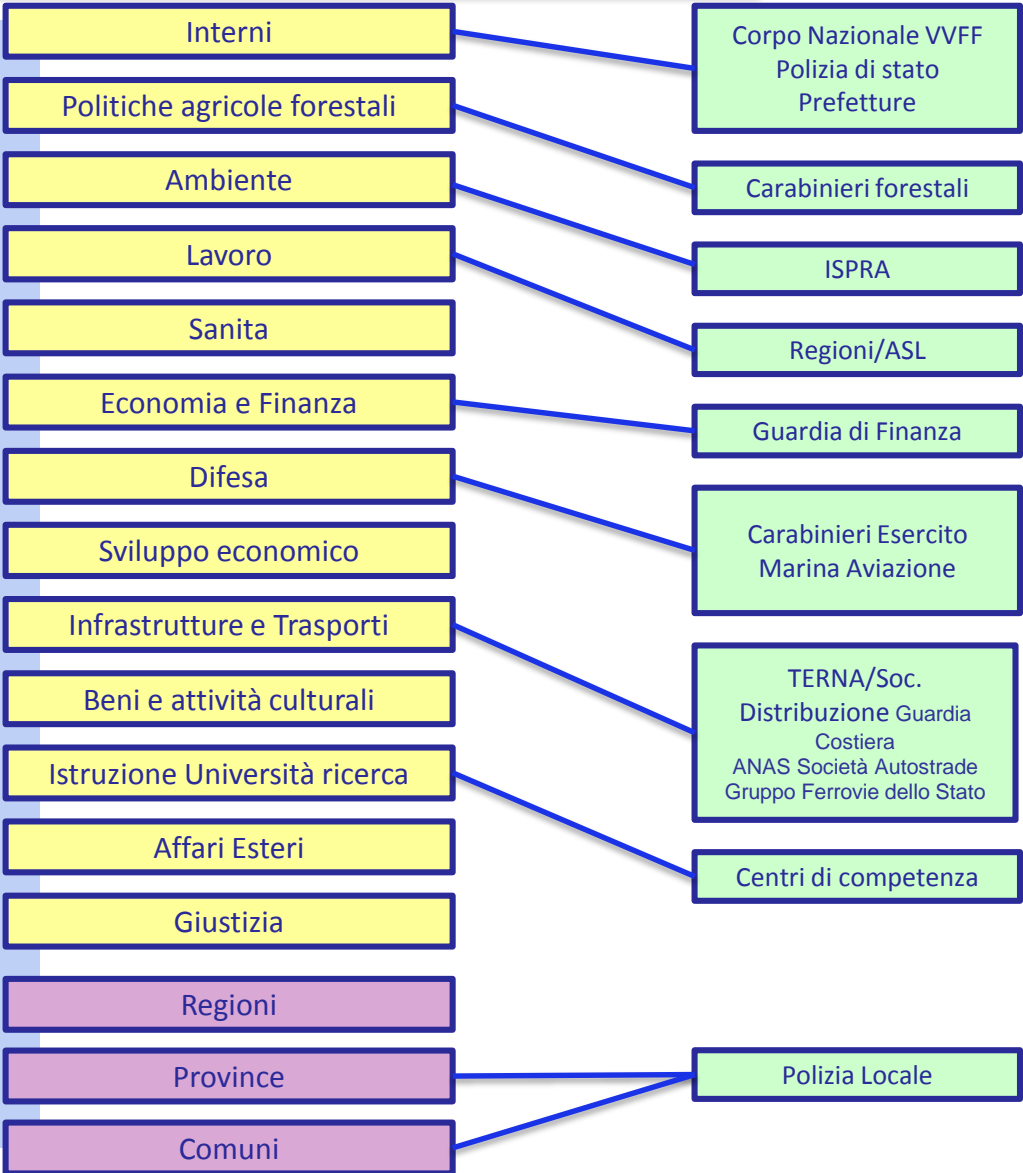 Interni
Politiche agricole forestali
Ambiente
Lavoro
Sanita
Economia e Finanza
Difesa
Sviluppo economico
Infrastrutture e Trasporti
Beni e attività culturali
Istruzione Università ricerca
Affari Esteri
Giustizia
Regioni
Province
Comuni
Corpo Nazionale VVFF
Polizia di stato
Prefetture
Carabinieri forestali
ISPRA
Regioni/ASL
Guardia di Finanza
Carabinieri Esercito
Marina Aviazione
TERNA/Soc.
Distribuzione Guardia
Costiera
ANAS Società Autostrade
Gruppo Ferrovie dello Stato
Centri di competenza
Polizia Locale